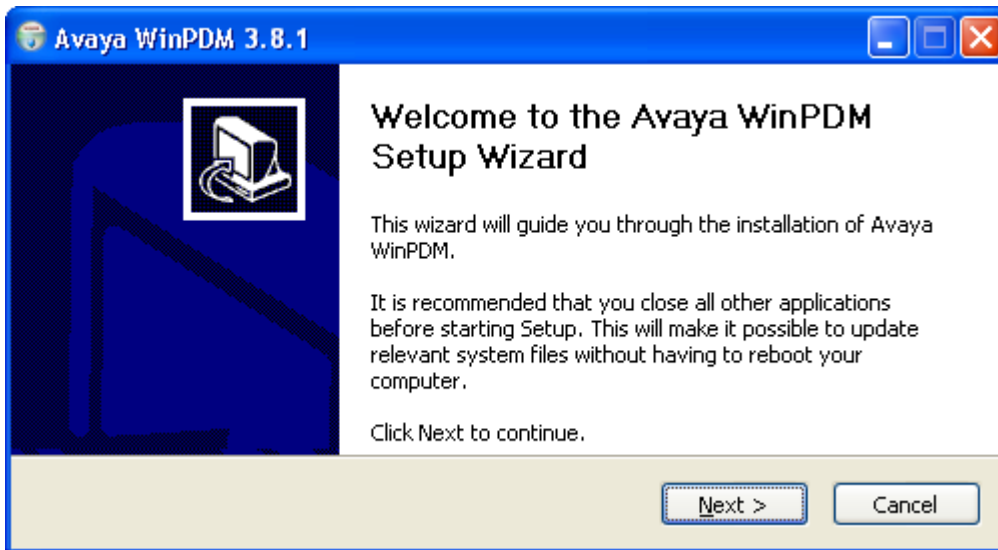 Avaya WinPDM 3.8.1
Welcome to the Avaya WinPDM
Setup Wizard
This wizard will guide you through the installation of Avaya
WinPDM.
It is recommended that you close all other applications
before starting Setup. This will make it possible to update
relevant system files without having to reboot your
computer.
Click Next to continue.
Next >
Cancel